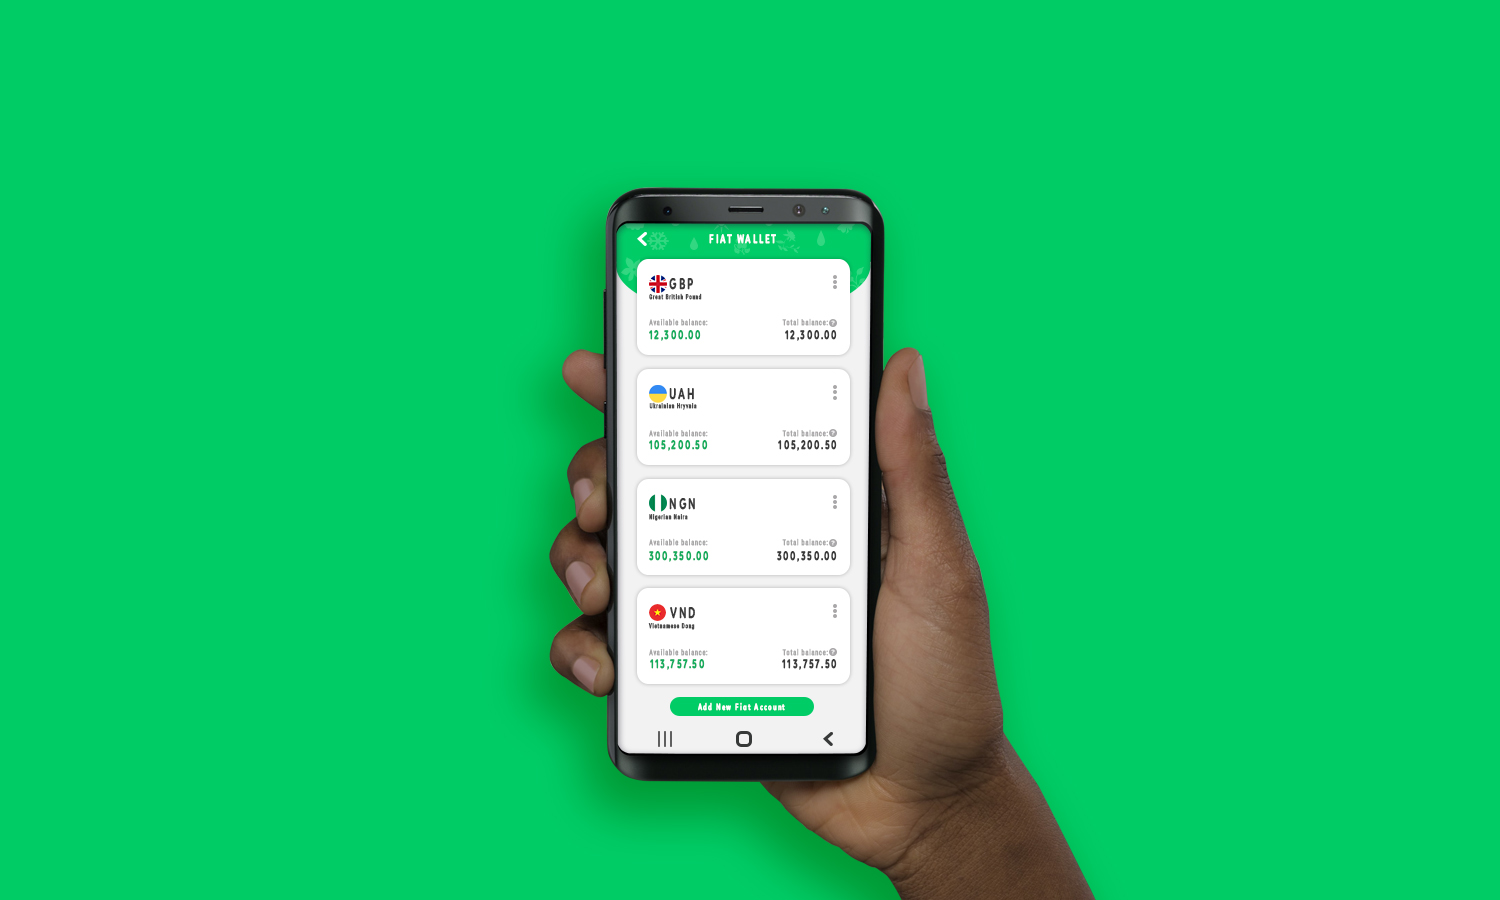 FIAT WALLET
GBP
Great British Pound
Available balance: Total balance:
12,300.00 12,300.00
UAH
Ukrainian Hryvnia
Available balance: Total balance:
105,200.50 105,200.50
NGN
Nigerian Naira
Available balance: Total balance:
300,350.00 300,350.00
VND
Vietnamese Dong
Available balance: Total balance:
113,757.50 113,757.50
Add New Fiat Account